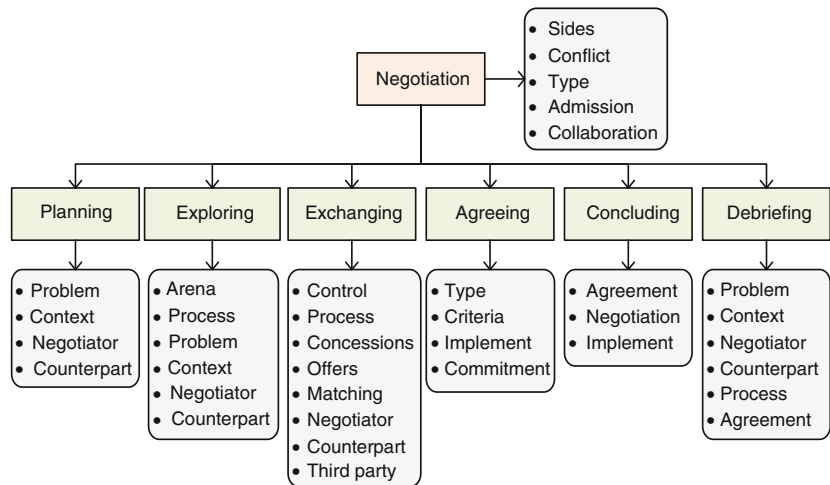 Negotiation
• Sides
• Conflict
• Type
• Admission
• Collaboration
Planning
Exploring
Exchanging
Agreeing
Concluding
Debriefing
• Problem
• Context
• Negotiator
• Counterpart
• Arena
• Process
• Problem
• Context
• Negotiator
• Counterpart
• Control
• Process
• Concessions
• Offers
• Matching
• Negotiator
• Counterpart
• Third party
• Type
• Criteria
• Implement
• Commitment
• Agreement
• Negotiation
• Implement
• Problem
• Context
• Negotiator
• Counterpart
• Process
• Agreement